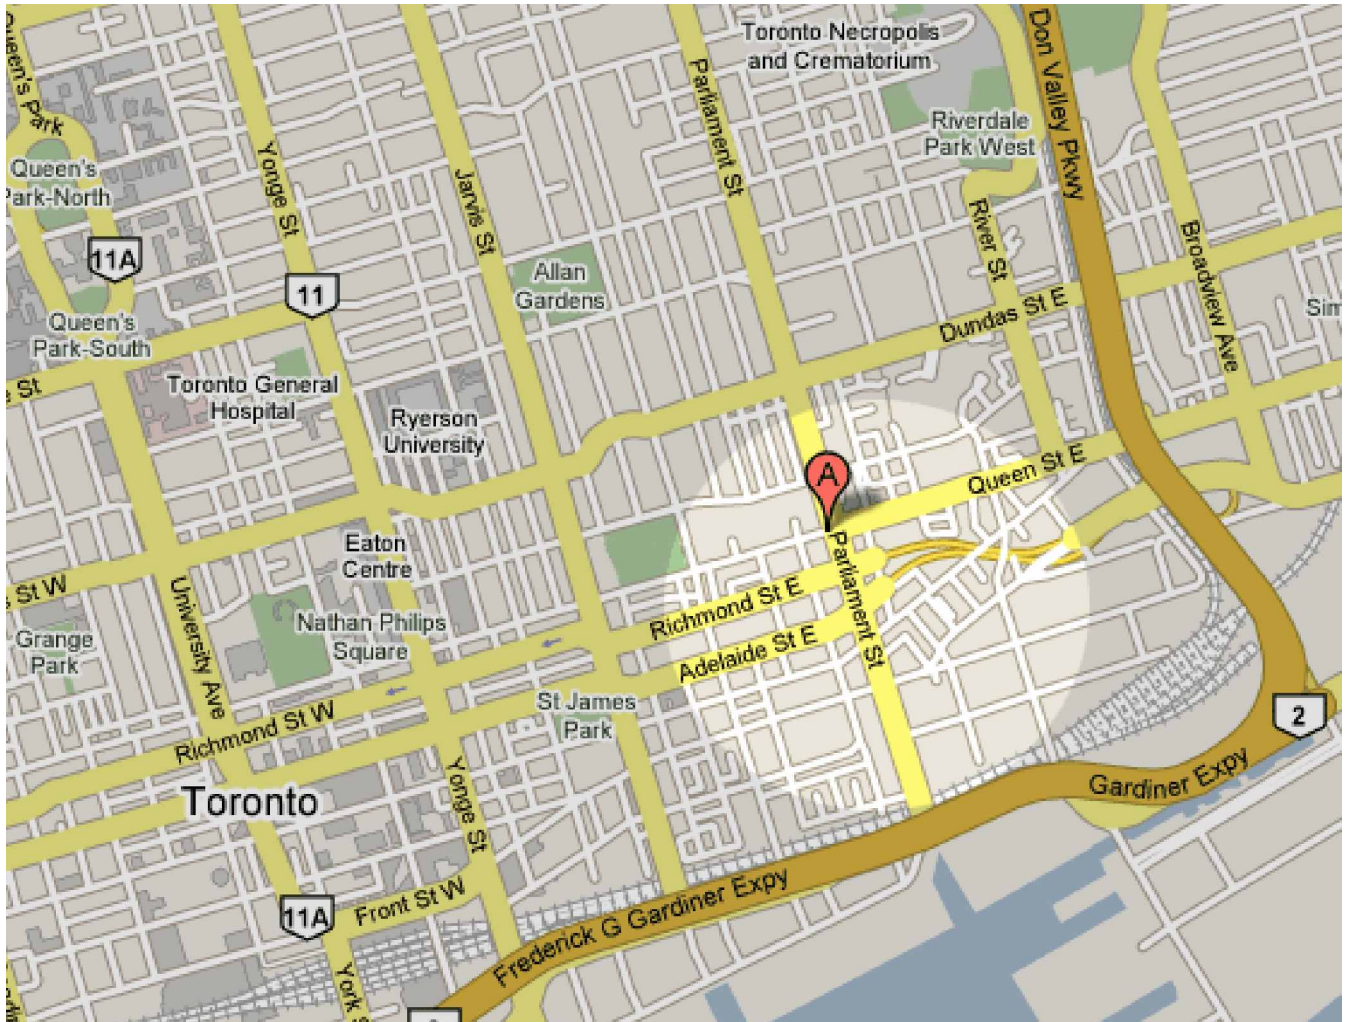 Queen's Park
Toronto Necropolis
and Crematorium
Don Valley Pkwy
Parliament St
Riverdale
Park West
Yonge St
Jarvis St
Queen's
Park-North
River St
Broadview Ave
11A
11
Allan
Gardens
Queen's
Park-South
Dundas St E
Sim
St
Toronto General
Hospital
Ryerson
University
A
Queen St E
Eaton
Centre
St W
University Ave
Parliament St
Richmond St E
Grange
Park
Nathan Philips
Square
Adelaide St E
St James
Park
Richmond St W
2
Yonge St
Gardiner Expy
Toronto
11A
Front St W
Frederick G Gardiner Expy
York